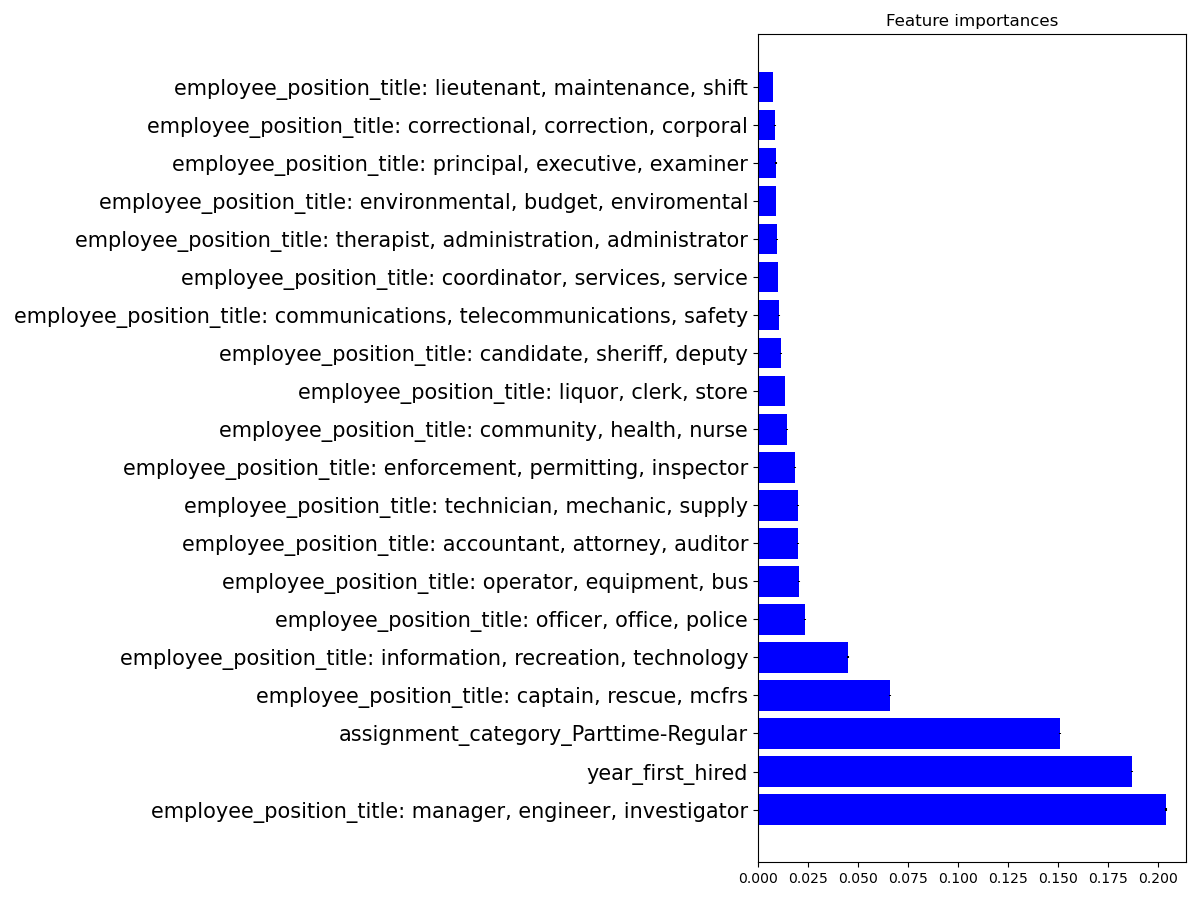 Feature importances
employee_position_title: lieutenant, maintenance, shift
employee_position_title: correctional, correction, corporal
employee_position_title: principal, executive, examiner
employee_position_title: environmental, budget, enviromental
employee_position_title: therapist, administration, administrator
employee_position_title: coordinator, services, service
employee_position_title: communications, telecommunications, safety
employee_position_title: candidate, sheriff, deputy
employee_position_title: liquor, clerk, store
employee_position_title: community, health, nurse
employee_position_title: enforcement, permitting, inspector
employee_position_title: technician, mechanic, supply
employee_position_title: accountant, attorney, auditor
employee_position_title: operator, equipment, bus
employee_position_title: officer, office, police
employee_position_title: information, recreation, technology
employee_position_title: captain, rescue, mcfrs
assignment_category_Parttime-Regular
year_first_hired
employee_position_title: manager, engineer, investigator
0.000 0.025 0.050 0.075 0.100 0.125 0.150 0.175 0.200